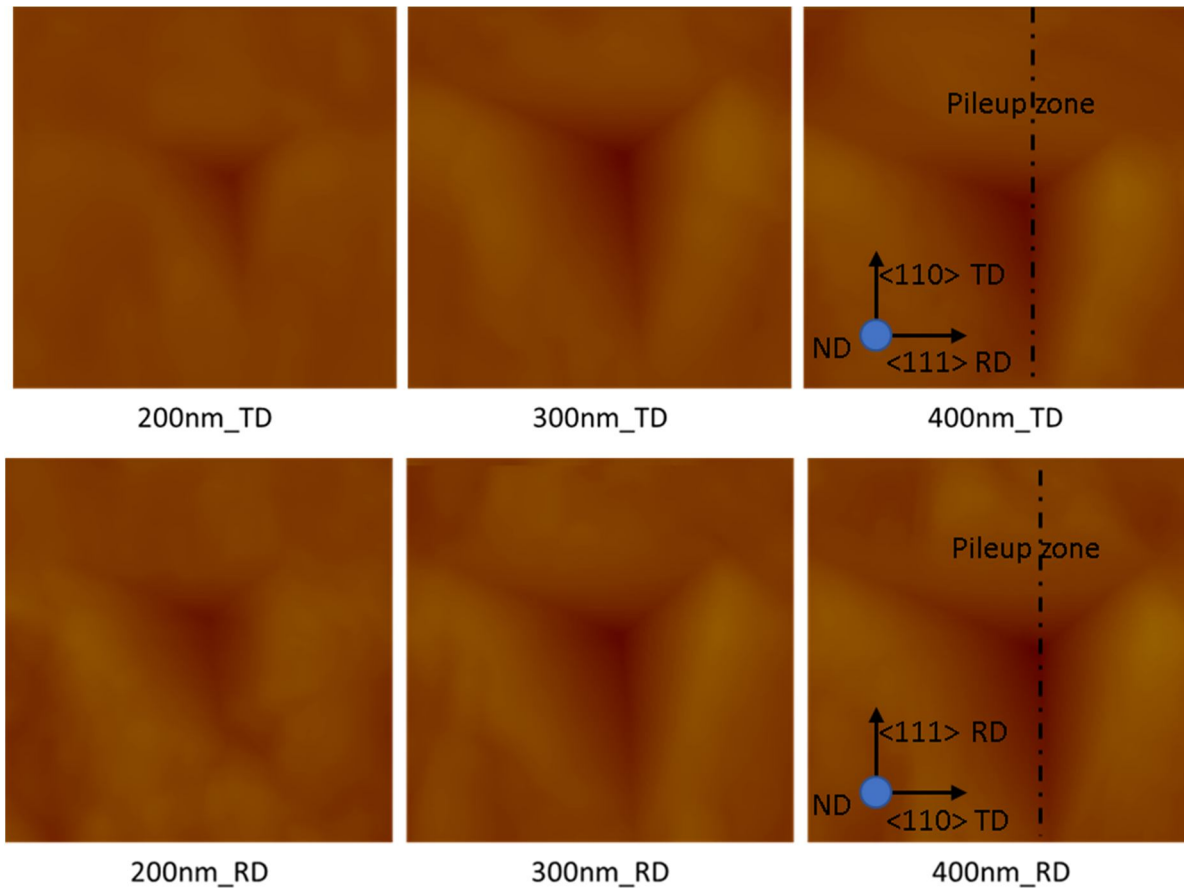 Pileup zone
<110> TD
ND
<111> RD
200nm_TD
300nm_TD
400nm_TD
Pileup zone
<111> RD
ND
<110> TD
200nm_RD
300nm_RD
400nm_RD